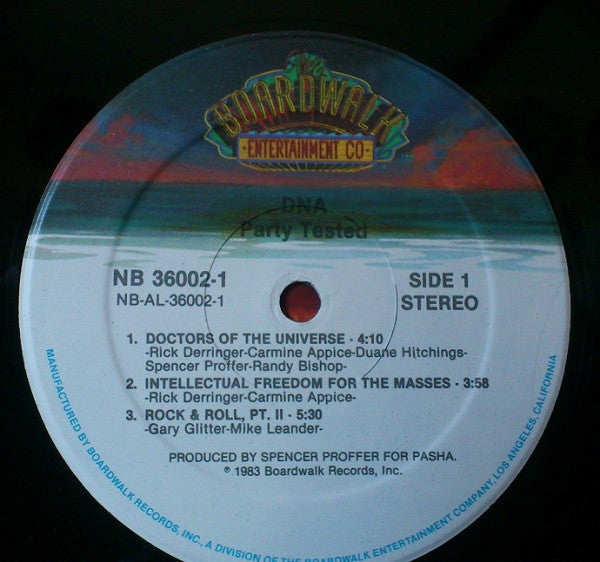 The
BOARDWALK
ENTERTAINMENT CO
DNA
Party Tested
NB 36002-1
NB-AL-36002-1
SIDE 1
STEREO
1. DOCTORS OF THE UNIVERSE - 4:10
-Rick Derringer-Carmine Appice-Duane Hitchings-
Spencer Proffer-Randy Bishop-
2. INTELLECTUAL FREEDOM FOR THE MASSES - 3:58
-Rick Derringer-Carmine Appice-
3. ROCK & ROLL, PT. II - 5:30
-Gary Glitter-Mike Leander-
PRODUCED BY SPENCER PROFFER FOR PASHA.
℗ 1983 Boardwalk Records, Inc.
MANUFACTURED BY BOARDWALK RECORDS, INC., A DIVISION OF THE BOARDWALK ENTERTAINMENT COMPANY, LOS ANGELES, CALIFORNIA